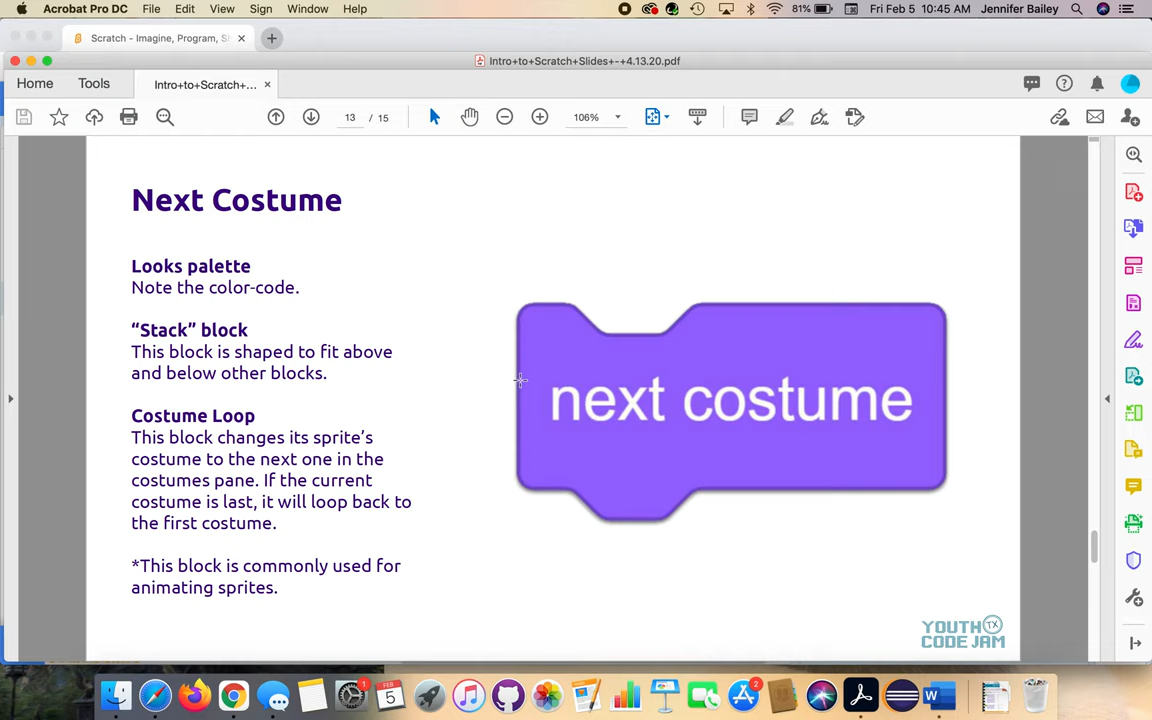 Acrobat Pro DC File Edit View Sign Window Help 81% Fri Feb 5 10:45 AM Jennifer Bailey
Scratch - Imagine, Program, S
Intro+to+Scratch+Slides+-+4.13.20.pdf
Home Tools Intro+to+Scratch+-...
13 / 15 106%
Next Costume
Looks palette
Note the color-code.
“Stack” block
This block is shaped to fit above
and below other blocks.
Costume Loop
This block changes its sprite’s
costume to the next one in the
costumes pane. If the current
costume is last, it will loop back to
the first costume.
*This block is commonly used for
animating sprites.
next costume
YOUTH TX
CODE JAM
1 FEB 5 2 W